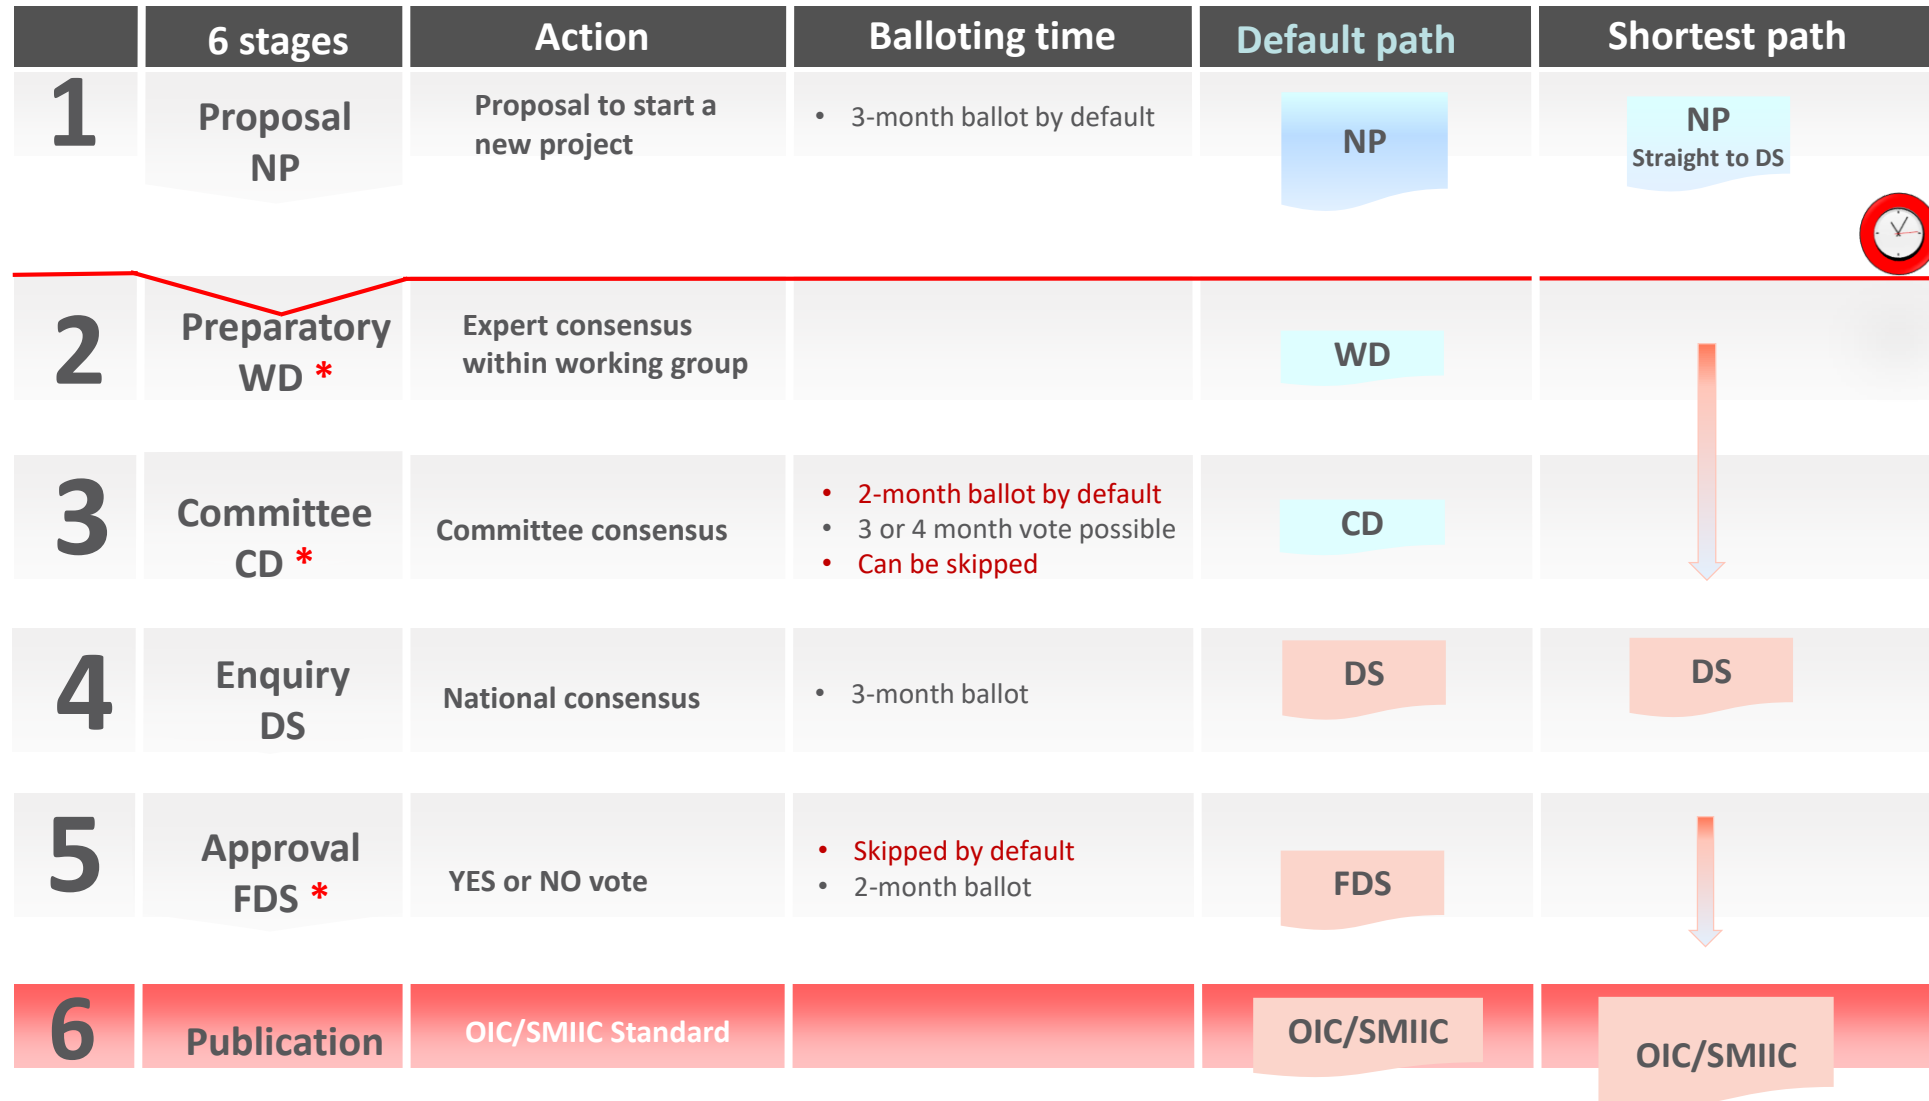 6 stages
Action
Balloting time
Default path
Shortest path
1
Proposal
NP
Proposal to start a
new project
• 3-month ballot by default
NP
NP
Straight to DS
2
Preparatory
WD *
Expert consensus
within working group
WD
3
Committee
CD *
Committee consensus
• 2-month ballot by default
• 3 or 4 month vote possible
• Can be skipped
CD
4
Enquiry
DS
National consensus
• 3-month ballot
DS
DS
5
Approval
FDS *
YES or NO vote
• Skipped by default
• 2-month ballot
FDS
6
Publication
OIC/SMIIC Standard
OIC/SMIIC
OIC/SMIIC